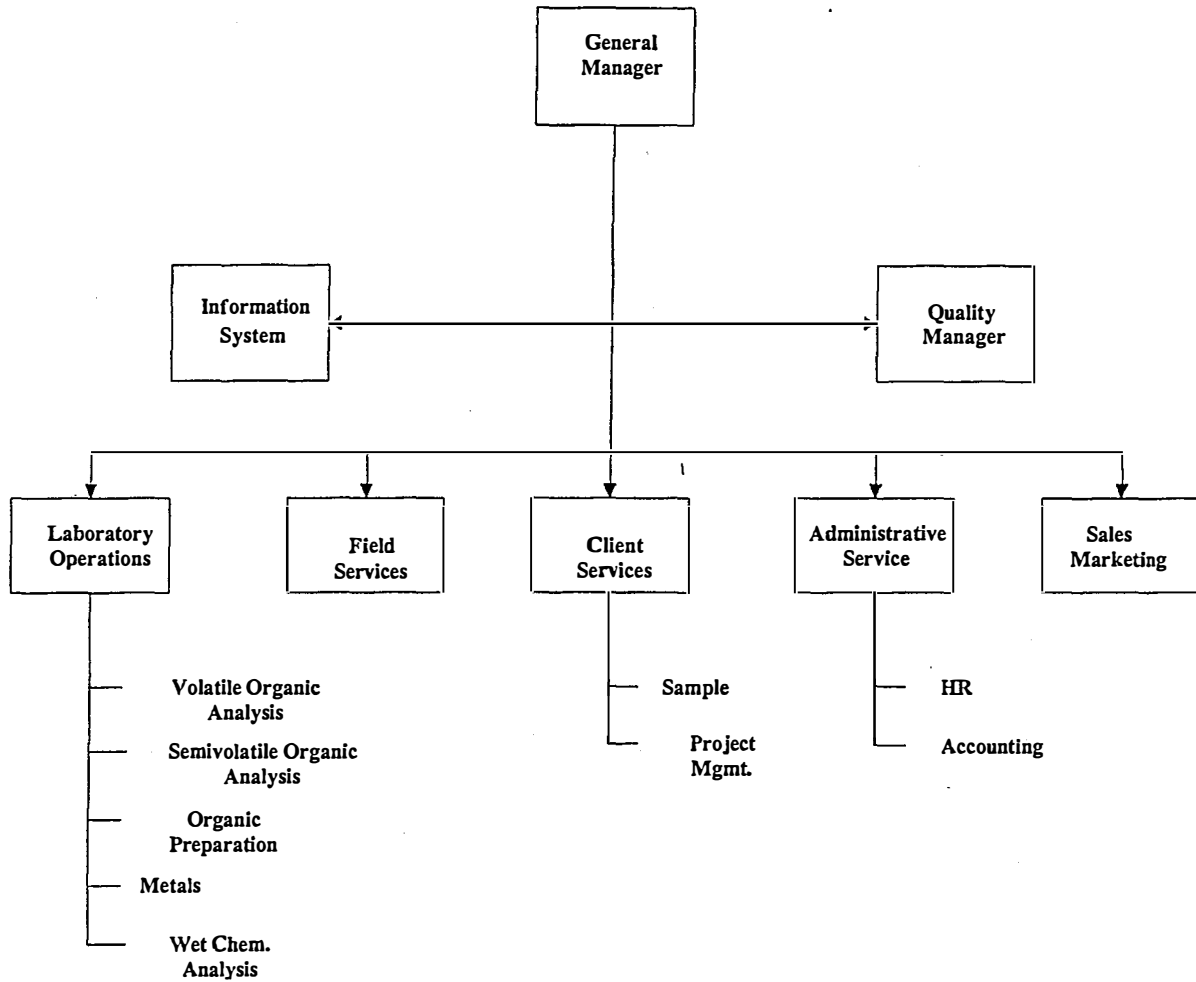 General
Manager
Information
System
Quality
Manager
Laboratory
Operations
Field
Services
Client
Services
Administrative
Service
Sales
Marketing
Volatile Organic
Analysis
Semivolatile Organic
Analysis
Organic
Preparation
Metals
Wet Chem.
Analysis
Sample
Project
Mgmt.
HR
Accounting